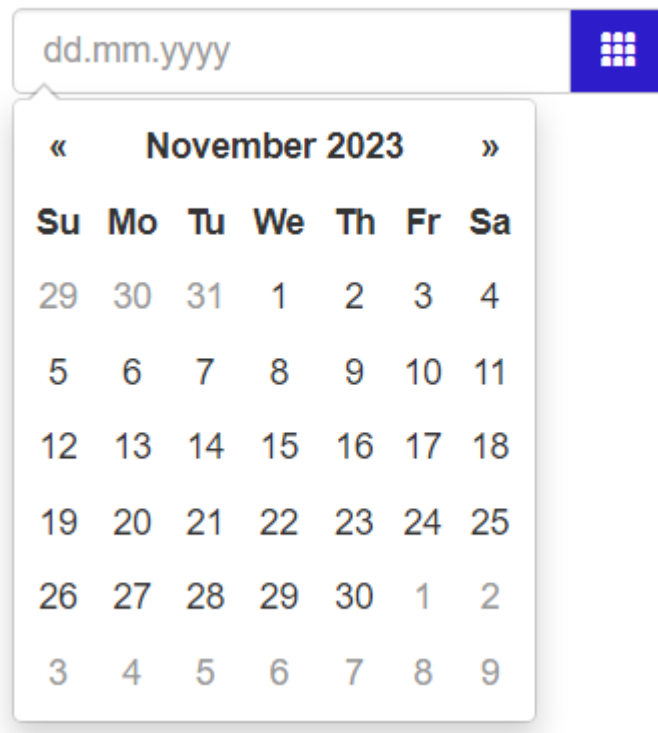 dd.mm.yyyy
« November 2023 »
Su Mo Tu We Th Fr Sa
29 30 31 1 2 3 4
5 6 7 8 9 10 11
12 13 14 15 16 17 18
19 20 21 22 23 24 25
26 27 28 29 30 1 2
3 4 5 6 7 8 9